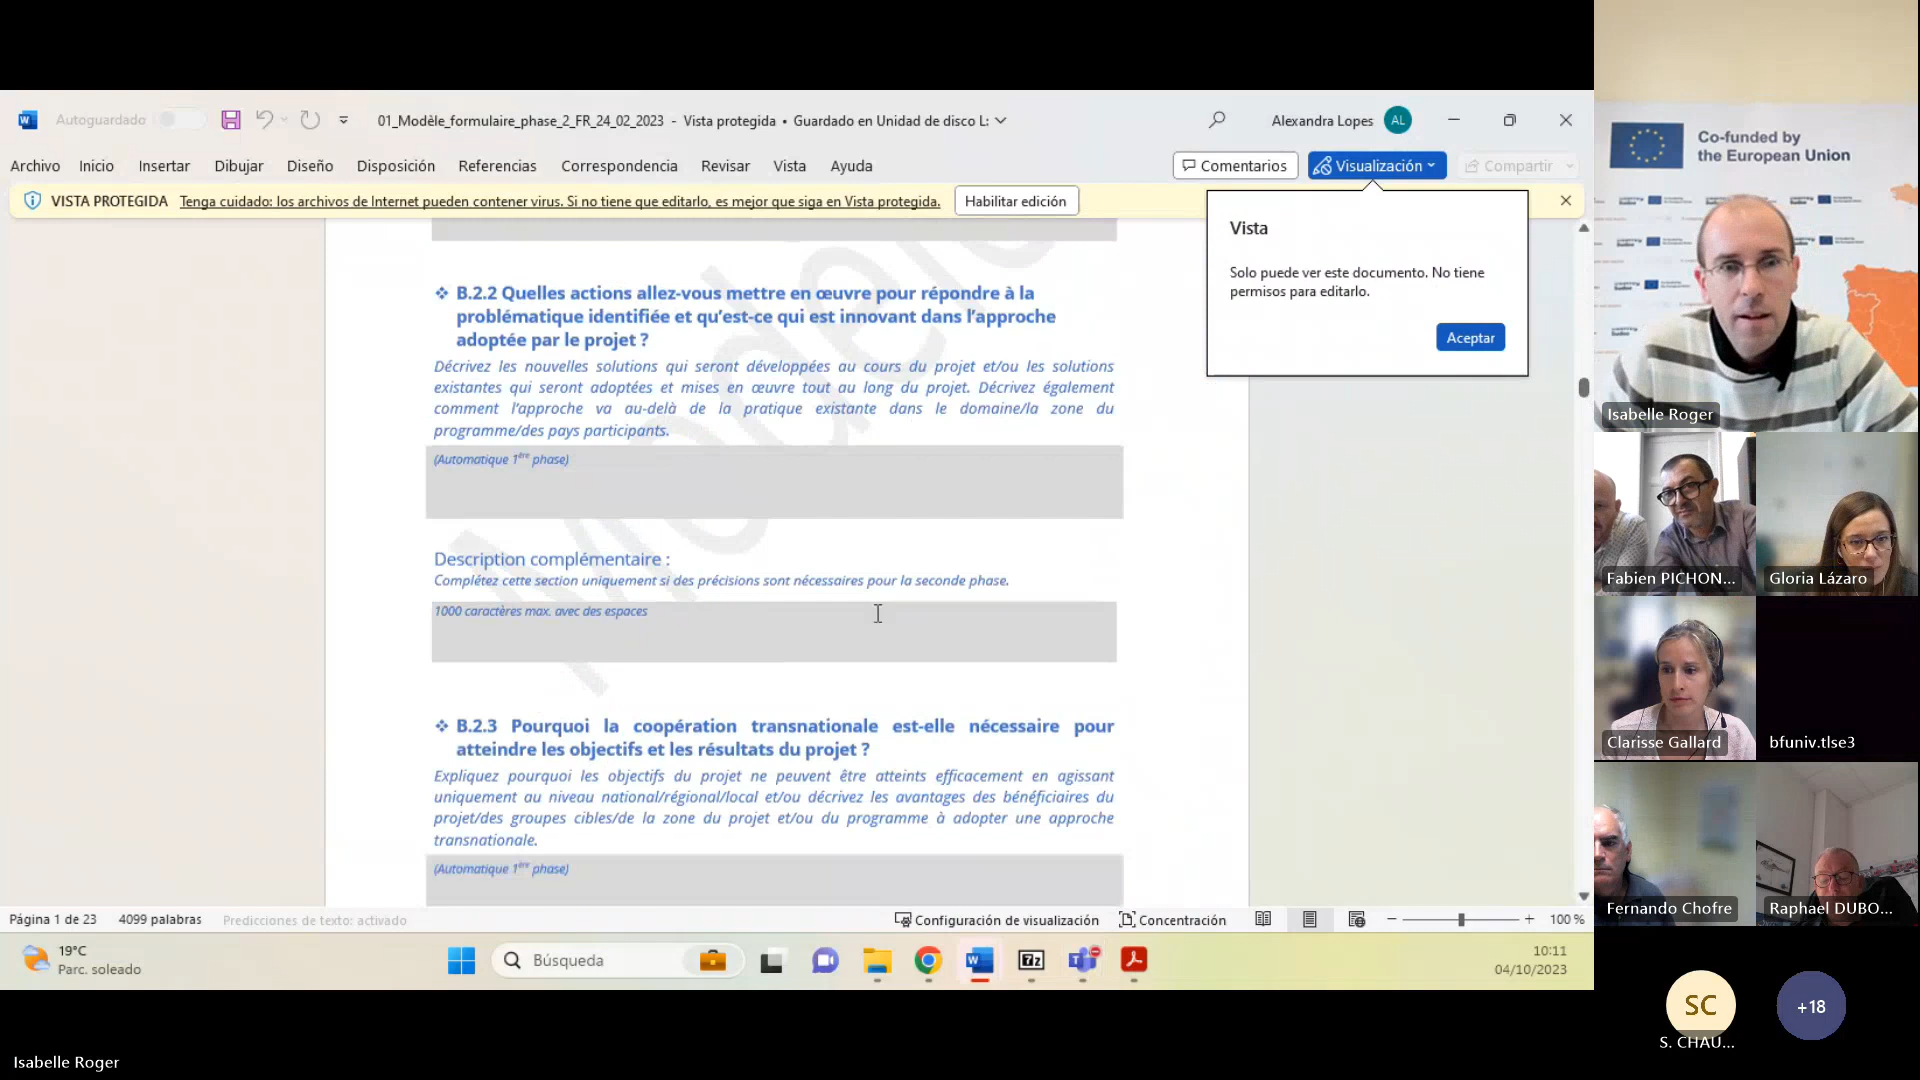 Autoguardado
01_Modèle_formulaire_phase_2_FR_24_02_2023 - Vista protegida • Guardado en Unidad de disco L:
Alexandra Lopes AL
Archivo Inicio Insertar Dibujar Diseño Disposición Referencias Correspondencia Revisar Vista Ayuda
Comentarios Visualización Compartir
VISTA PROTEGIDA Tenga cuidado: los archivos de Internet pueden contener virus. Si no tiene que editarlo, es mejor que siga en Vista protegida. Habilitar edición
Vista
Solo puede ver este documento. No tiene
permisos para editarlo.
Aceptar
❖ B.2.2 Quelles actions allez-vous mettre en œuvre pour répondre à la
problématique identifiée et qu’est-ce qui est innovant dans l’approche
adoptée par le projet ?
Décrivez les nouvelles solutions qui seront développées au cours du projet et/ou les solutions
existantes qui seront adoptées et mises en œuvre tout au long du projet. Décrivez également
comment l’approche va au-delà de la pratique existante dans le domaine/la zone du
programme/des pays participants.
(Automatique 1ère phase)
Description complémentaire :
Complétez cette section uniquement si des précisions sont nécessaires pour la seconde phase.
1000 caractères max. avec des espaces
❖ B.2.3 Pourquoi la coopération transnationale est-elle nécessaire pour
atteindre les objectifs et les résultats du projet ?
Expliquez pourquoi les objectifs du projet ne peuvent être atteints efficacement en agissant
uniquement au niveau national/régional/local et/ou décrivez les avantages des bénéficiaires du
projet/des groupes cibles/de la zone du projet et/ou du programme à adopter une approche
transnationale.
(Automatique 1ère phase)
Página 1 de 23 4099 palabras Predicciones de texto: activado
Configuración de visualización Concentración 100 %
19°C
Parc. soleado
Búsqueda
10:11
04/10/2023
Co-funded by
the European Union
Isabelle Roger
Fabien PICHON...
Gloria Lázaro
Clarisse Gallard
bfuniv.tlse3
Fernando Chofre
Raphael DUBO...
SC
S. CHAU...
+18
Isabelle Roger